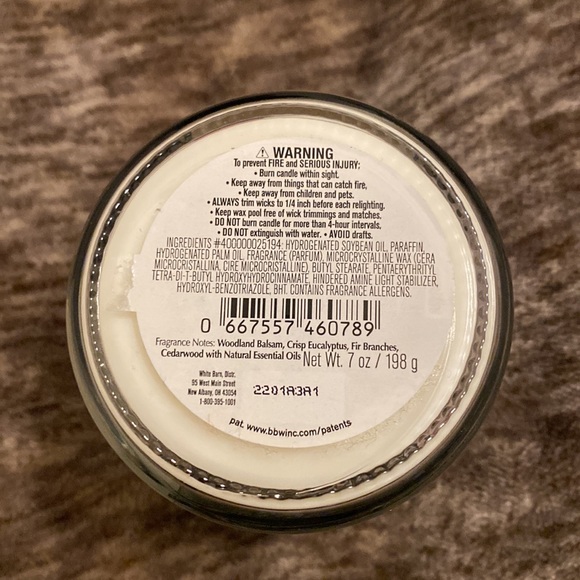 ⚠ WARNING
To prevent FIRE and SERIOUS INJURY:
• Burn candle within sight.
• Keep away from things that can catch fire,
• Keep away from children and pets.
• ALWAYS trim wicks to 1/4 inch before each relighting.
• Keep wax pool free of wick trimmings and matches.
• DO NOT burn candle for more than 4-hour intervals,
• DO NOT extinguish with water. • AVOID drafts.
INGREDIENTS #400000025194: HYDROGENATED SOYBEAN OIL, PARAFFIN,
HYDROGENATED PALM OIL, FRAGRANCE (PARFUM), MICROCRYSTALLINE WAX (CERA
MICROCRISTALLINA, CIRE MICROCRISTALLINE), BUTYL STEARATE, PENTAERYTHRITYL
TETRA-DI-T-BUTYL HYDROXYHYDROCINNAMATE, HINDERED AMINE LIGHT STABILIZER,
HYDROXYL-BENZOTRIAZOLE, BHT. CONTAINS FRAGRANCE ALLERGENS.
0 667557 460789
Fragrance Notes: Woodland Balsam, Crisp Eucalyptus, Fir Branches,
Cedarwood with Natural Essential Oils Net Wt. 7 oz / 198 g
White Barn, Distr.
95 West Main Street
New Albany, OH 43054
1-800-395-1001
2201A3A1
pat. www.bbwinc.com/patents